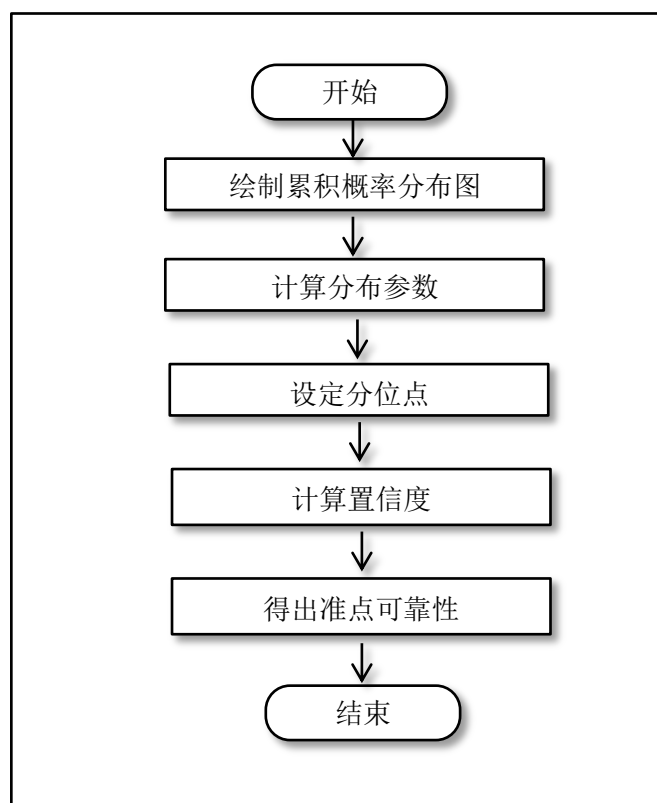 开始
绘制累积概率分布图
计算分布参数
设定分位点
计算置信度
得出准点可靠性
结束